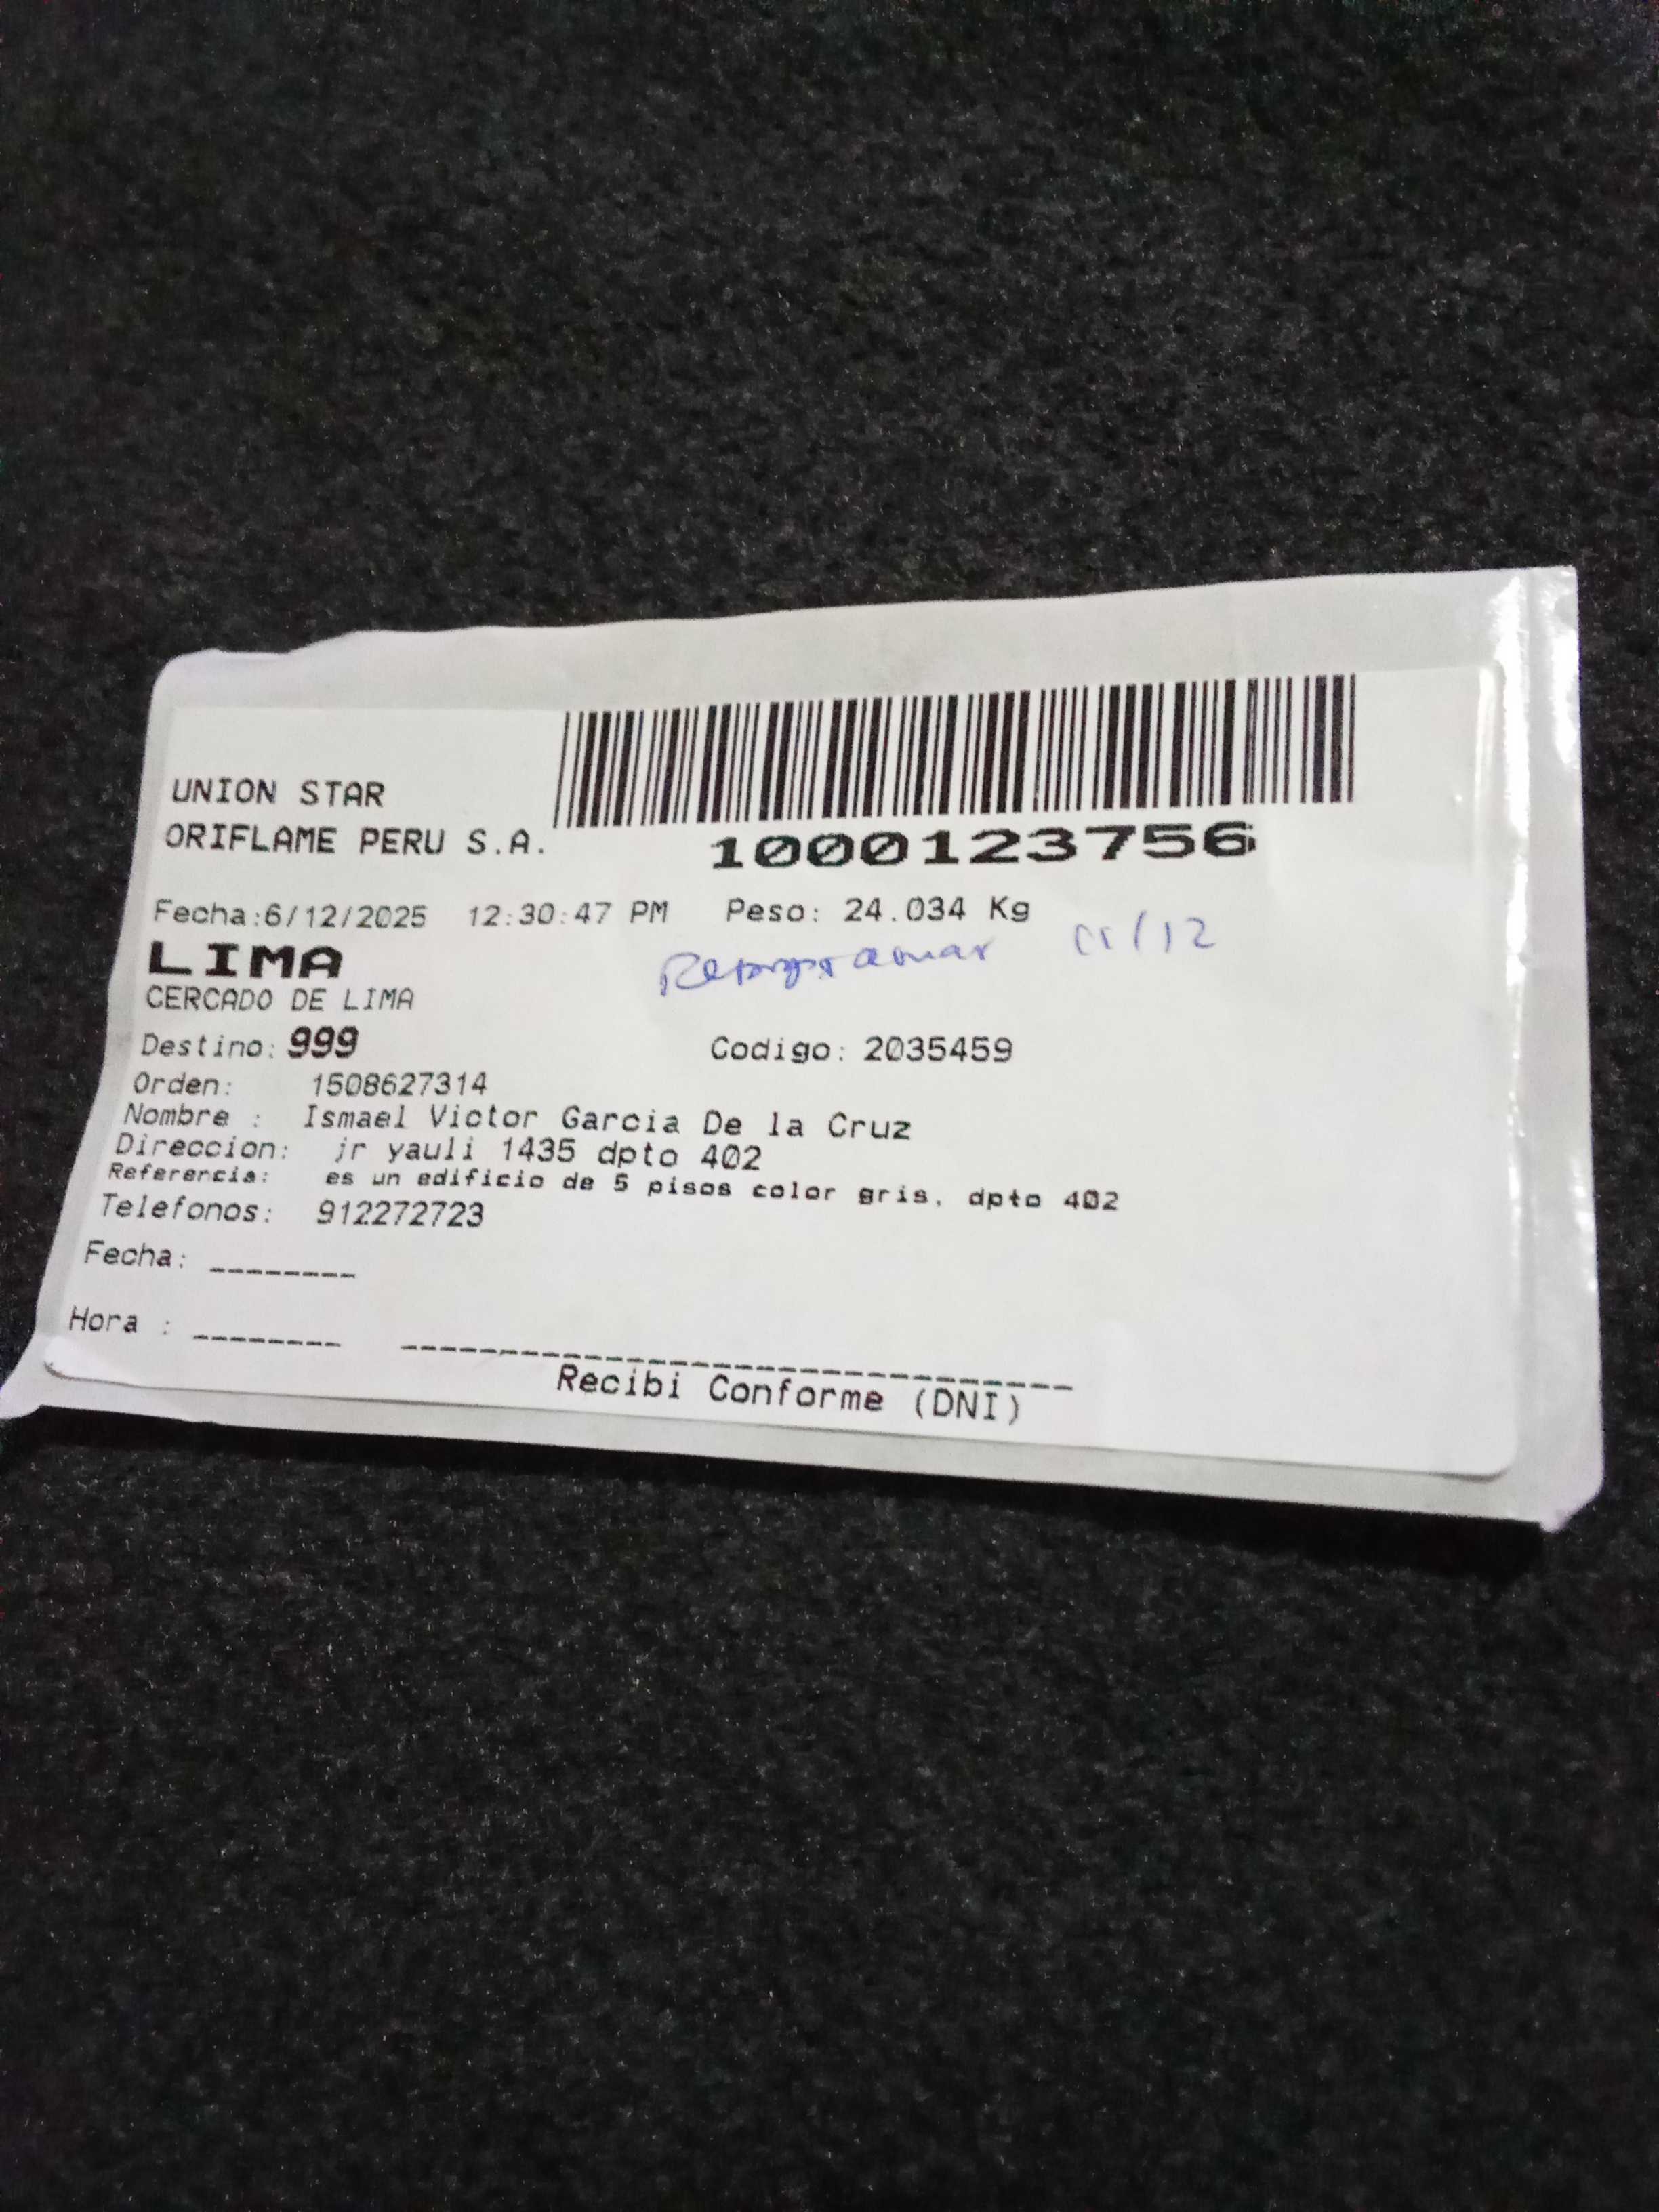 UNION STAR
ORIFLAME PERU S.A.
1000123756
Fecha:6/12/2025 12:30:47 PM Peso: 24.034 Kg
LIMA
11/12
CERCADO DE LIMA
Destino: 999 Codigo: 2035459
Orden: 1508627314
Nombre : Ismael Victor Garcia De la Cruz
Direccion: jr yauli 1435 dpto 402
Referencia: es un edificio de 5 pisos color gris, dpto 402
Telefonos: 912272723
Fecha: ________
Hora : ________
Recibi Conforme (DNI)